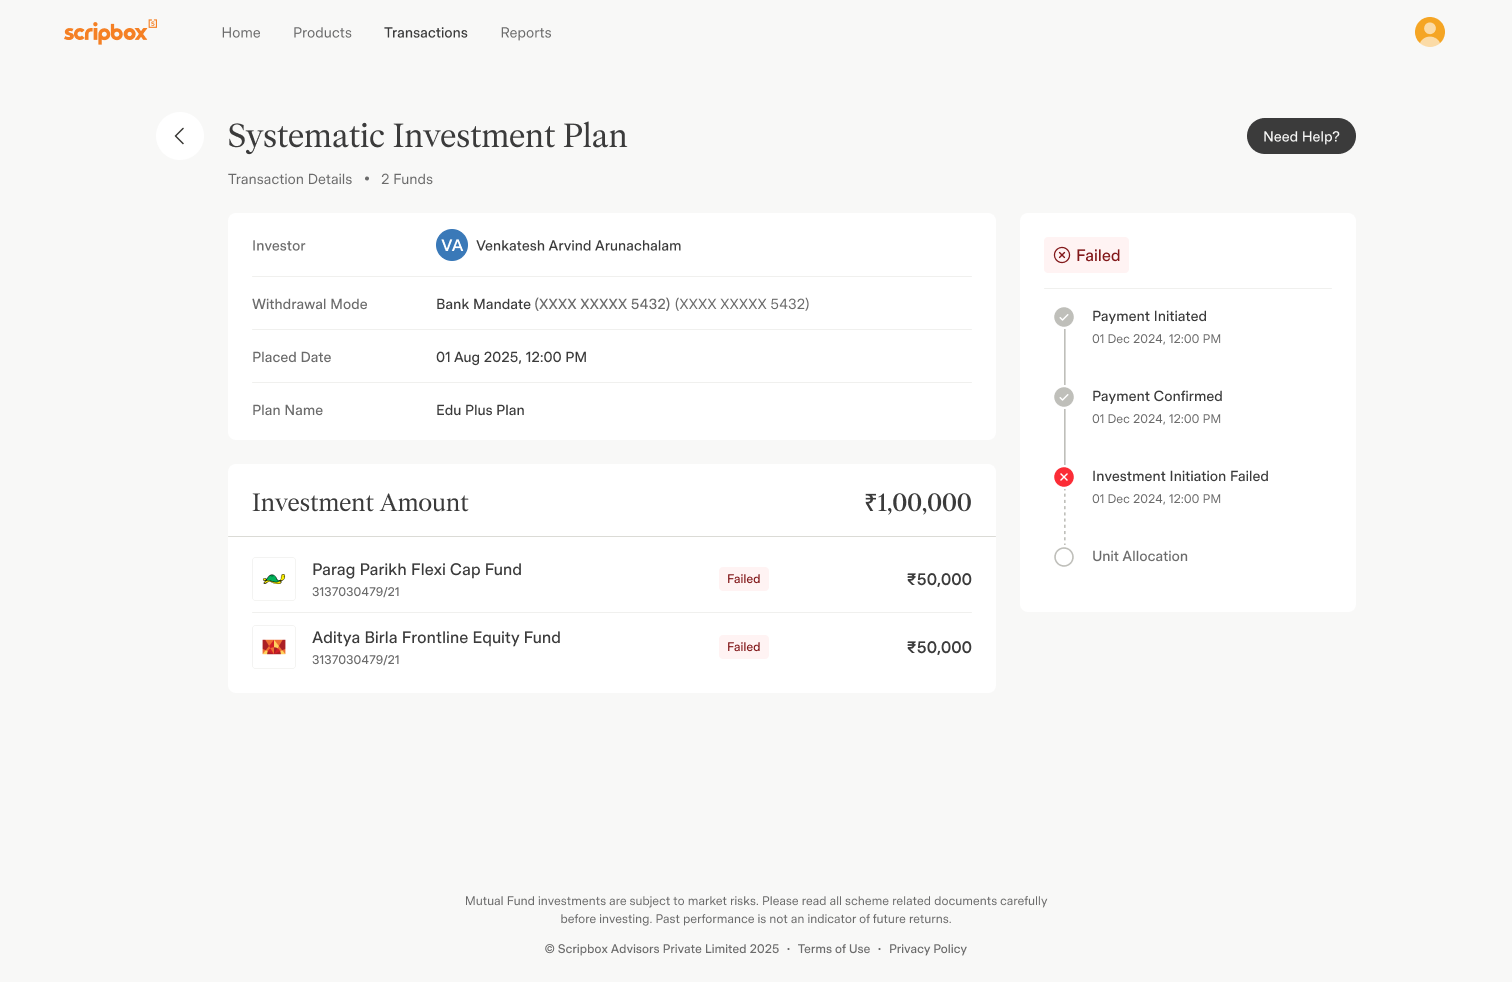 scripbox
Home Products Transactions Reports
Systematic Investment Plan
Need Help?
Transaction Details • 2 Funds
Investor VA Venkatesh Arvind Arunachalam
Withdrawal Mode Bank Mandate (XXXX XXXXX 5432) (XXXX XXXXX 5432)
Placed Date 01 Aug 2025, 12:00 PM
Plan Name Edu Plus Plan
Investment Amount ₹1,00,000
Parag Parikh Flexi Cap Fund
3137030479/21
Failed
₹50,000
Aditya Birla Frontline Equity Fund
3137030479/21
Failed
₹50,000
Failed
Payment Initiated
01 Dec 2024, 12:00 PM
Payment Confirmed
01 Dec 2024, 12:00 PM
Investment Initiation Failed
01 Dec 2024, 12:00 PM
Unit Allocation
Mutual Fund investments are subject to market risks. Please read all scheme related documents carefully
before investing. Past performance is not an indicator of future returns.
© Scripbox Advisors Private Limited 2025 · Terms of Use · Privacy Policy